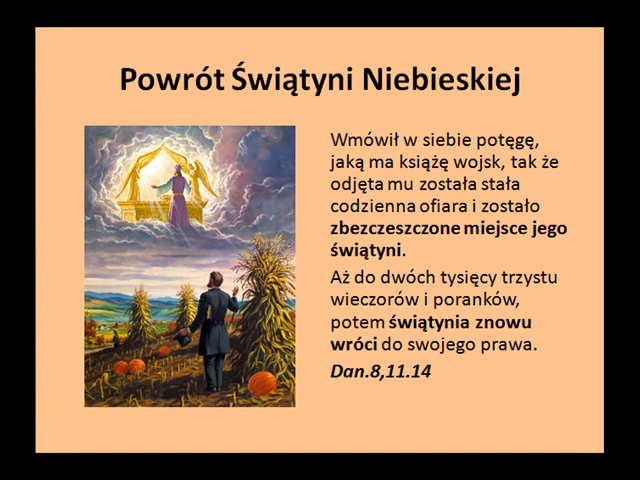 Powrót Świątyni Niebieskiej
Wmówił w siebie potęgę,
jaką ma książę wojsk, tak że
odjęta mu została stała
codzienna ofiara i zostało
zbezczeszczone miejsce jego
świątyni.
Aż do dwóch tysięcy trzystu
wieczorów i poranków,
potem świątynia znowu
wróci do swojego prawa.
Dan.8,11.14